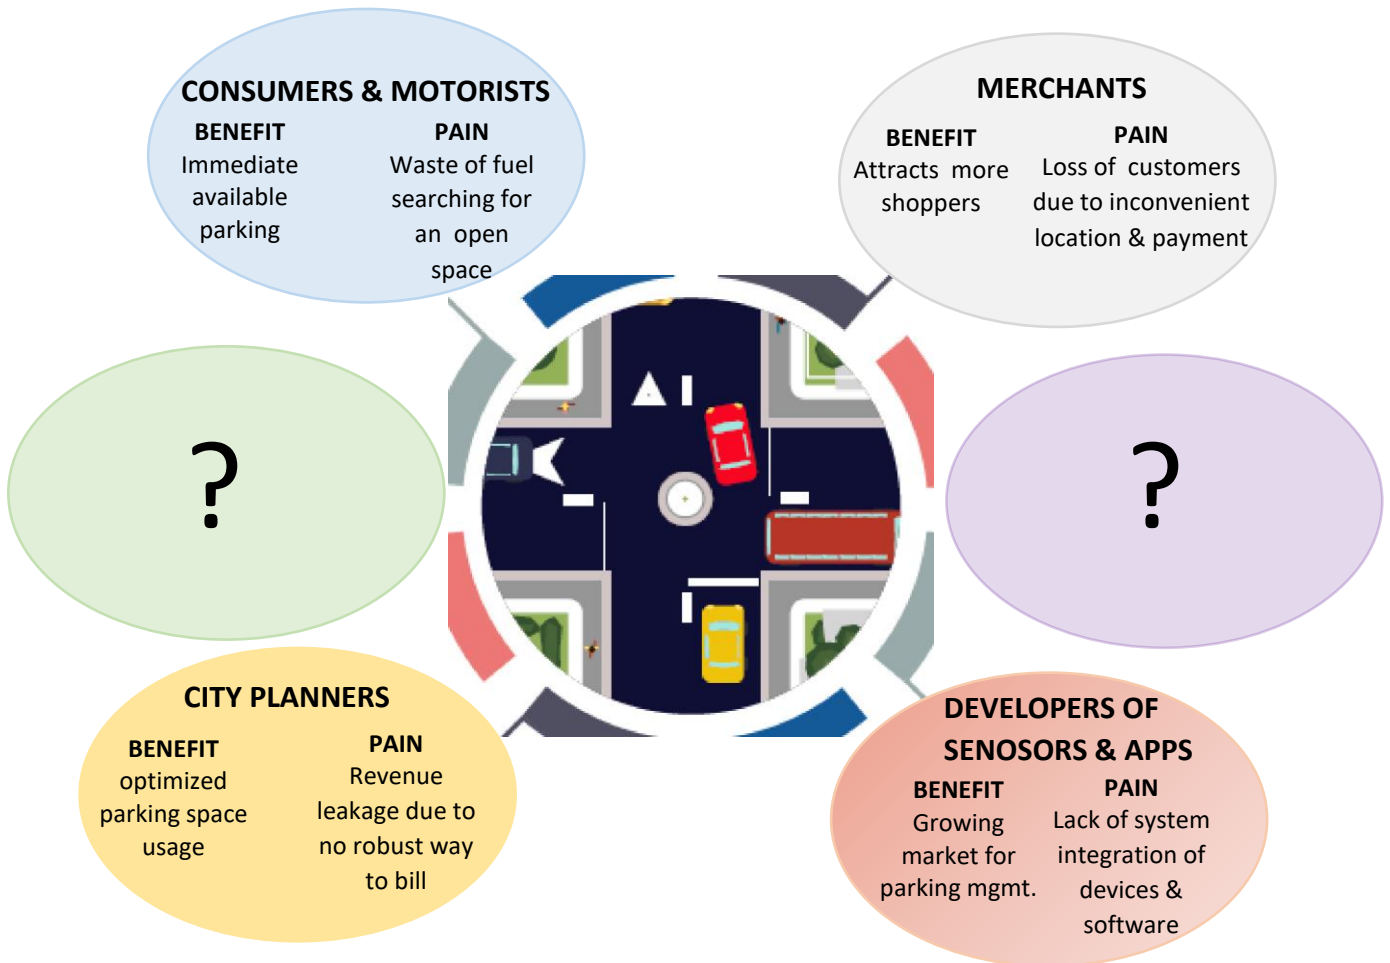 CONSUMERS & MOTORISTS
BENEFIT
Immediate
available
parking
PAIN
Waste of fuel
searching for
an open
space
MERCHANTS
BENEFIT
Attracts more
shoppers
PAIN
Loss of customers
due to inconvenient
location & payment
?
?
CITY PLANNERS
BENEFIT
optimized
parking space
usage
PAIN
Revenue
leakage due to
no robust way
to bill
DEVELOPERS OF
SENOSORS & APPS
BENEFIT
Growing
market for
parking mgmt.
PAIN
Lack of system
integration of
devices &
software